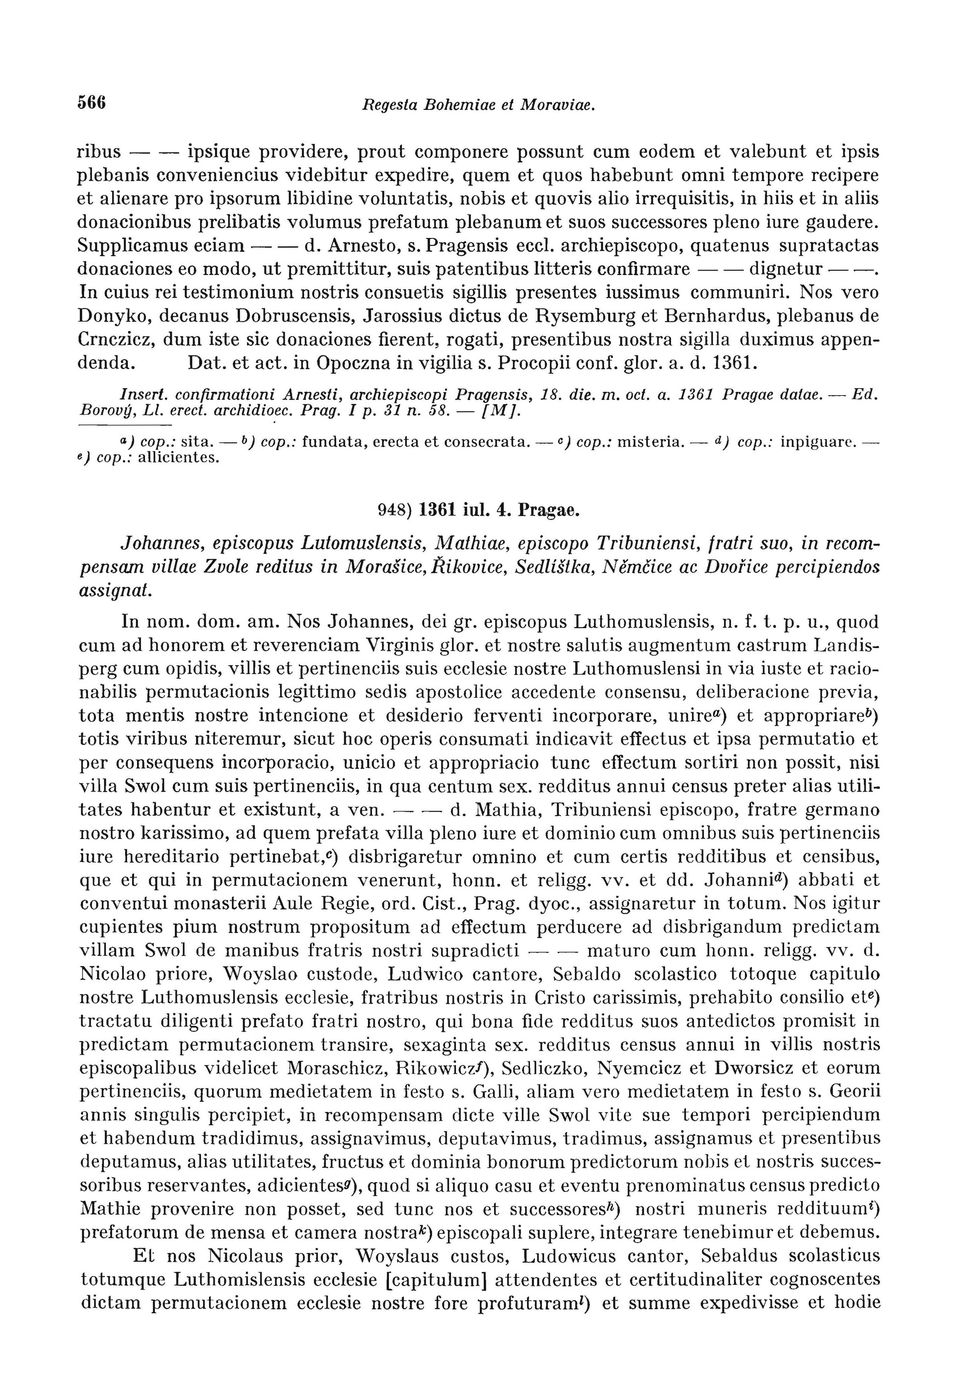 566
Regesta Bohemiae et Moraviae.
ribus — — ipsique providere, prout componere possunt cum eodem et valebunt et ipsis
plebanis conveniencius videbitur expedire, quem et quos habebunt omni tempore recipere
et alienare pro ipsorum libidine voluntatis, nobis et quovis alio irrequisitis, in hiis et in aliis
donacionibus prelibatis volumus prefatum plebanum et suos successores pleno iure gaudere.
Supplicamus eciam — — d. Arnesto, s. Pragensis eccl. archiepiscopo, quatenus supratactas
donaciones eo modo, ut premittitur, suis patentibus litteris confirmare — — dignetur — —.
In cuius rei testimonium nostris consuetis sigillis presentes iussimus communiri. Nos vero
Donyko, decanus Dobruscensis, Jarossius dictus de Rysemburg et Bernhardus, plebanus de
Crnczicz, dum iste sic donaciones fierent, rogati, presentibus nostra sigilla duximus appen-
denda. Dat. et act. in Opoczna in vigilia s. Procopii conf. glor. a. d. 1361.
Insert. confirmationi Arnesti, archiepiscopi Pragensis, 18. die. m. oct. a. 1361 Pragae datae. — Ed.
Borový, Ll. erect. archidioec. Prag. I p. 31 n. 58. — [M].
a) cop.: sita. — b) cop.: fundata, erecta et consecrata. — c) cop.: misteria. — d) cop.: inpiguare. —
e) cop.: allicientes.
948) 1361 iul. 4. Pragae.
Johannes, episcopus Lutomuslensis, Mathiae, episcopo Tribuniensi, fratri suo, in recom-
pensam villae Zvole reditus in Morašice, Řikovice, Sedlíštka, Němčice ac Dvořice percipiendos
assignat.
In nom. dom. am. Nos Johannes, dei gr. episcopus Luthomuslensis, n. f. t. p. u., quod
cum ad honorem et reverenciam Virginis glor. et nostre salutis augmentum castrum Landis-
perg cum opidis, villis et pertinenciis suis ecclesie nostre Luthomuslensi in via iuste et racio-
nabilis permutacionis legittimo sedis apostolice accedente consensu, deliberacione previa,
tota mentis nostre intencione et desiderio ferventi incorporare, unire a) et appropriare b)
totis viribus niteremur, sicut hoc operis consumati indicavit effectus et ipsa permutatio et
per consequens incorporacio, unicio et appropriacio tunc effectum sortiri non possit, nisi
villa Swol cum suis pertinenciis, in qua centum sex. redditus annui census preter alias utili-
tates habentur et existunt, a ven. — — d. Mathia, Tribuniensi episcopo, fratre germano
nostro karissimo, ad quem prefata villa pleno iure et dominio cum omnibus suis pertinenciis
iure hereditario pertinebat, c) disbrigaretur omnino et cum certis redditibus et censibus,
que et qui in permutacionem venerunt, honn. et religg. vv. et dd. Johanni d) abbati et
conventui monasterii Aule Regie, ord. Cist., Prag. dyoc., assignaretur in totum. Nos igitur
cupientes pium nostrum propositum ad effectum perducere ad disbrigandum predictam
villam Swol de manibus fratris nostri supradicti — — maturo cum honn. religg. vv. d.
Nicolao priore, Woyslao custode, Ludwico cantore, Sebaldo scolastico totoque capitulo
nostre Luthomuslensis ecclesie, fratribus nostris in Cristo carissimis, prehabito consilio et e)
tractatu diligenti prefato fratri nostro, qui bona fide redditus suos antedictos promisit in
predictam permutacionem transire, sexaginta sex. redditus census annui in villis nostris
episcopalibus videlicet Moraschicz, Rikowicz f), Sedliczko, Nyemcicz et Dworsicz et eorum
pertinenciis, quorum medietatem in festo s. Galli, aliam vero medietatem in festo s. Georii
annis singulis percipiet, in recompensam dicte ville Swol vite sue tempori percipiendum
et habendum tradidimus, assignavimus, deputavimus, tradimus, assignamus et presentibus
deputamus, alias utilitates, fructus et dominia bonorum predictorum nobis et nostris succes-
soribus reservantes, adicientes g), quod si aliquo casu et eventu prenominatus census predicto
Mathie provenire non posset, sed tunc nos et successores h) nostri muneris reddituum i)
prefatorum de mensa et camera nostra k) episcopali suplere, integrare tenebimur et debemus.
Et nos Nicolaus prior, Woyslaus custos, Ludowicus cantor, Sebaldus scolasticus
totumque Luthomislensis ecclesie [capitulum] attendentes et certitudinaliter cognoscentes
dictam permutacionem ecclesie nostre fore profuturam l) et summe expedivisse et hodie